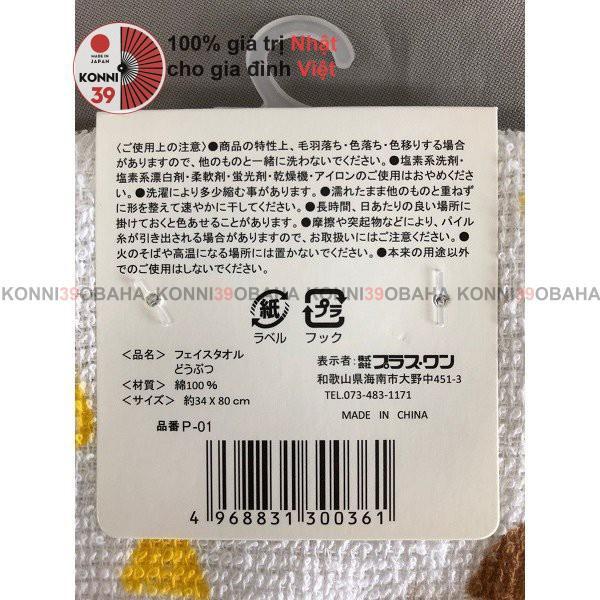 MADE IN
JAPAN
KONNI
39
100% giá trị Nhật
cho gia đình Việt
〈ご使用上の注意〉●商品の特性上、毛羽落ち・色落ち・色移りする場合
がありますので、他のものと一緒に洗わないでください。●塩素系洗剤・
塩素系漂白剤・柔軟剤・蛍光剤・乾燥機・アイロンのご使用はおやめくださ
い。●洗濯により多少縮む事があります。●濡れたまま他のものと重ねず
に形を整えて速やかに干してください。●長時間、日あたりの良い場所に
掛けておくと色あせることがあります。●摩擦や突起物などにより、パイル
糸が引き出される場合がありますので、お取扱いにはご注意ください。●
火のそばや高温になる場所には置かないでください。●本来の用途以外
でのご使用はしないでください。
KONNI39OBAHA KONNI39OBAHA KONNI39OBAHA KONNI39OBAHA
紙 プラ
ラベル フック
<品名> フェイスタオル
どうぶつ
<材質> 綿100%
<サイズ> 約34 X 80cm
品番P-01
表示者:株式会社プラス・ワン
和歌山県海南市大野中451-3
TEL.073-483-1171
MADE IN CHINA
4 968831 300361